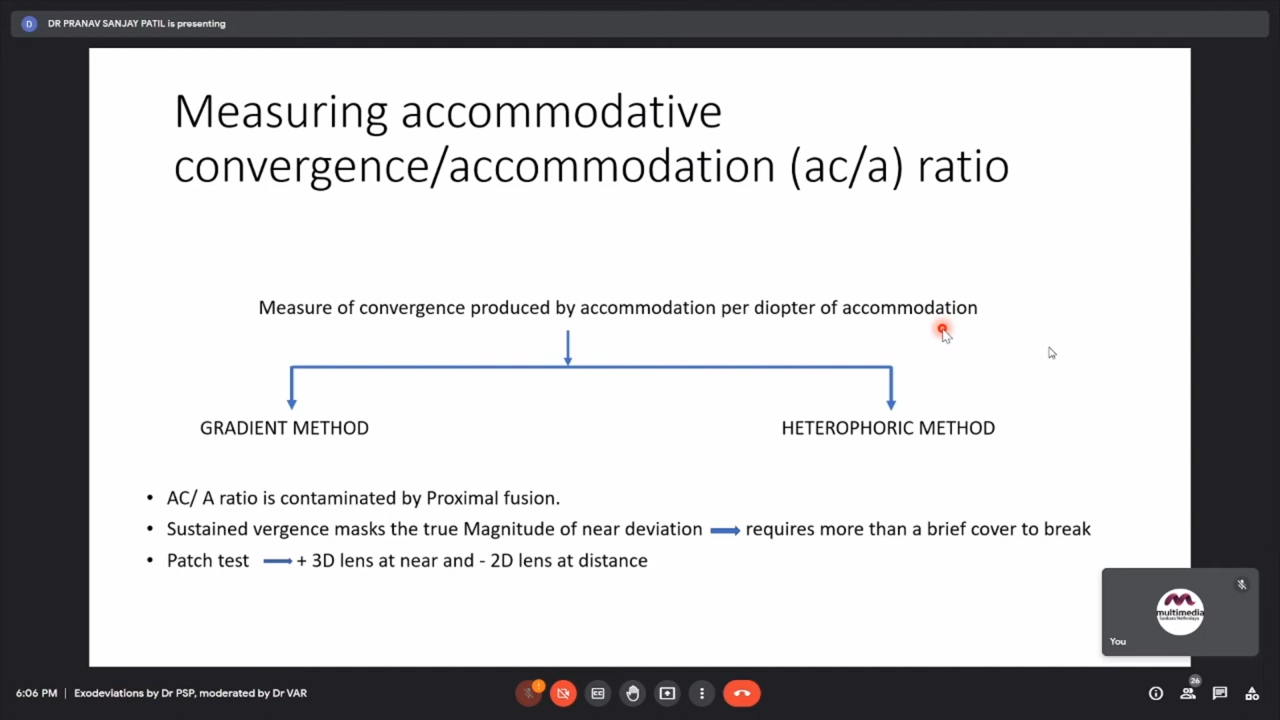 D DR PRANAV SANJAY PATIL is presenting
Measuring accommodative
convergence/accommodation (ac/a) ratio
Measure of convergence produced by accommodation per diopter of accommodation
GRADIENT METHOD
HETEROPHORIC METHOD
• AC/ A ratio is contaminated by Proximal fusion.
• Sustained vergence masks the true Magnitude of near deviation → requires more than a brief cover to break
• Patch test → + 3D lens at near and - 2D lens at distance
multimedia
You
6:06 PM | Exodeviations by Dr PSP, moderated by Dr VAR
!
CC
26